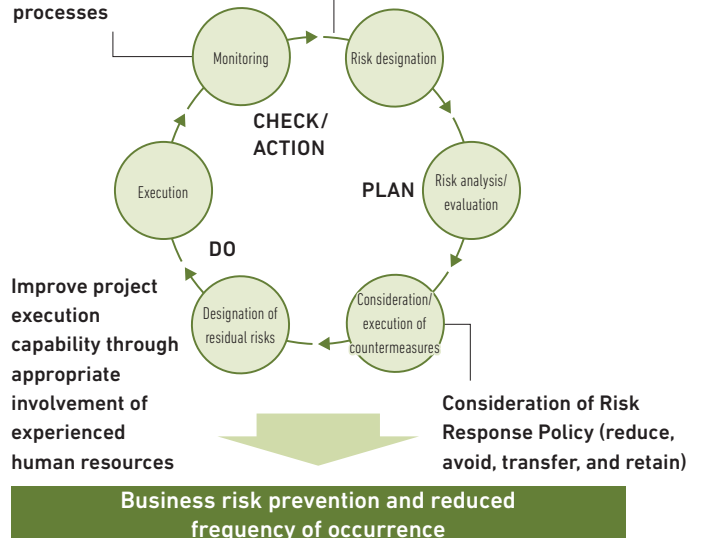 processes
Monitoring
Risk designation
CHECK/
ACTION
Execution
PLAN
Risk analysis/
evaluation
DO
Improve project
execution
capability through
appropriate
involvement of
experienced
human resources
Designation of
residual risks
Consideration/
execution of
countermeasures
Consideration of Risk
Response Policy (reduce,
avoid, transfer, and retain)
Business risk prevention and reduced
frequency of occurrence